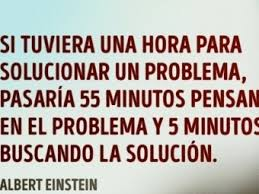 SI TUVIERA UNA HORA PARA
SOLUCIONAR UN PROBLEMA,
PASARÍA 55 MINUTOS PENSAN
EN EL PROBLEMA Y 5 MINUTOS
BUSCANDO LA SOLUCIÓN.
ALBERT EINSTEIN